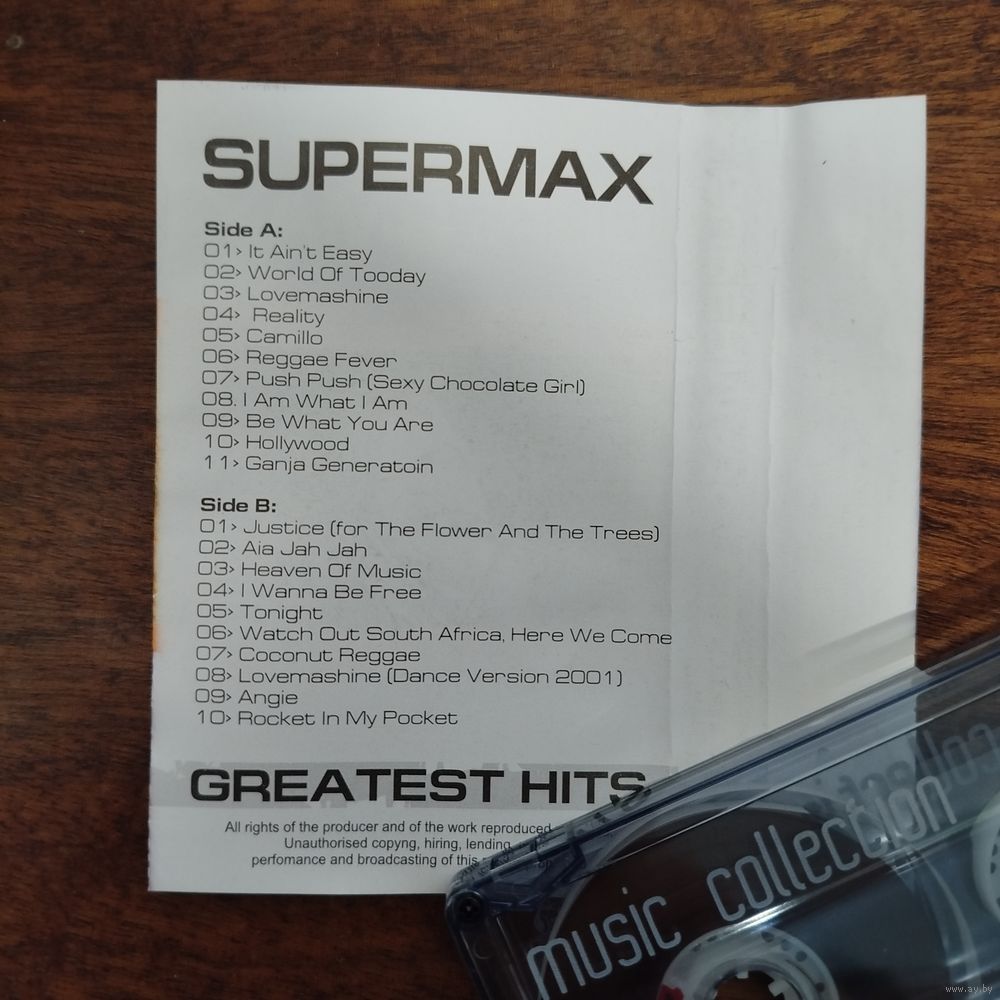 SUPERMAX
Side A:
01> It Ain't Easy
02> World Of Tooday
03> Lovemashine
04> Reality
05> Camillo
06> Reggae Fever
07> Push Push (Sexy Chocolate Girl)
08. I Am What I Am
09> Be What You Are
10> Hollywood
11> Ganja Generatoin
Side B:
01> Justice (for The Flower And The Trees)
02> Aia Jah Jah
03> Heaven Of Music
04> I Wanna Be Free
05> Tonight
06> Watch Out South Africa, Here We Come
07> Coconut Reggae
08> Lovemashine (Dance Version 2001)
09> Angie
10> Rocket In My Pocket
GREATEST HITS
All rights of the producer and of the work reproduced
Unauthorised copyng, hiring, lending,
perfomance and broadcasting of this
music collection
www.ay.by